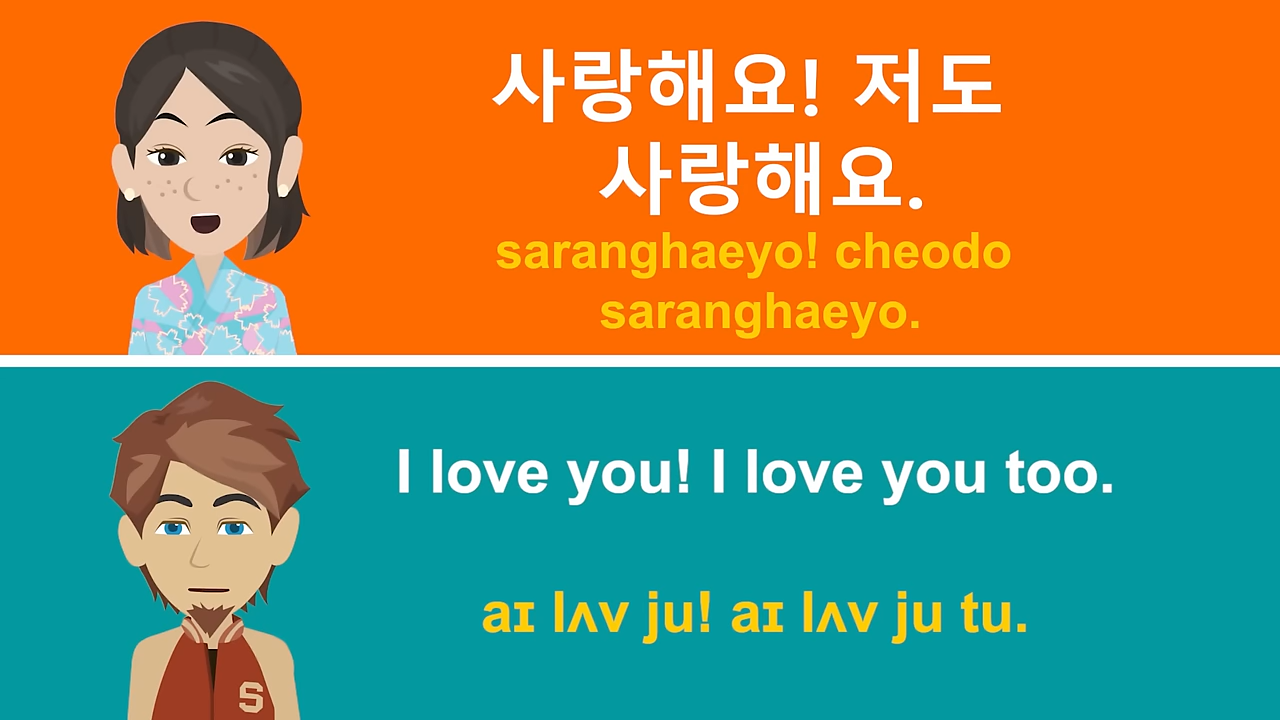 사랑해요! 저도
사랑해요.
saranghaeyo! cheodo
saranghaeyo.
I love you! I love you too.
aɪ lʌv ju! aɪ lʌv ju tu.
S